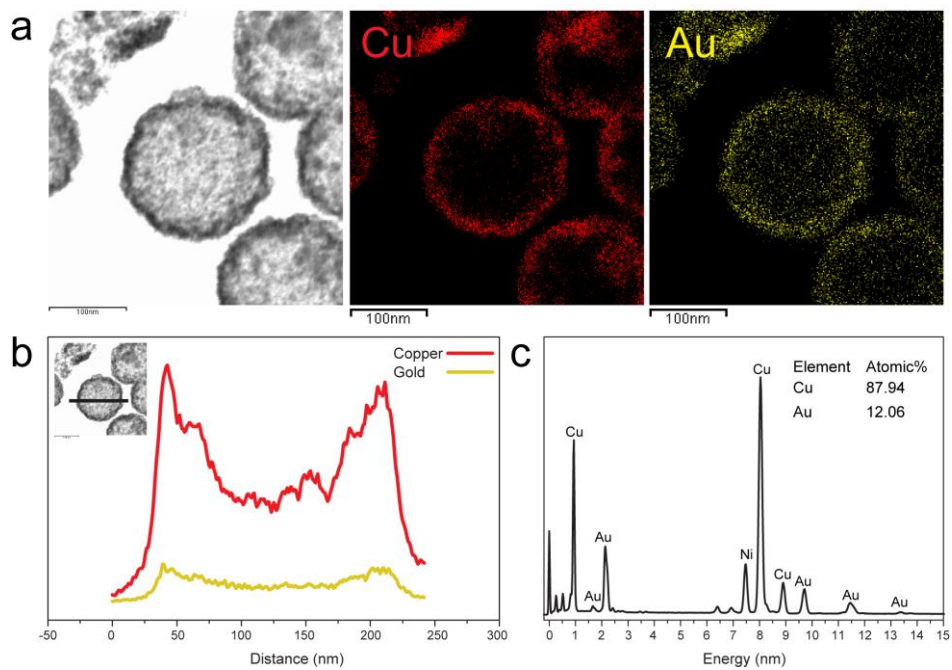 a
Cu
Au
100nm
100nm
100nm
b
Copper
Gold
-50 0 50 100 150 200 250 300
Distance (nm)
c
Element Atomic%
Cu 87.94
Au 12.06
Cu
Cu
Au
Au
Ni
Cu
Au
Au
Au
0 1 2 3 4 5 6 7 8 9 10 11 12 13 14 15
Energy (nm)